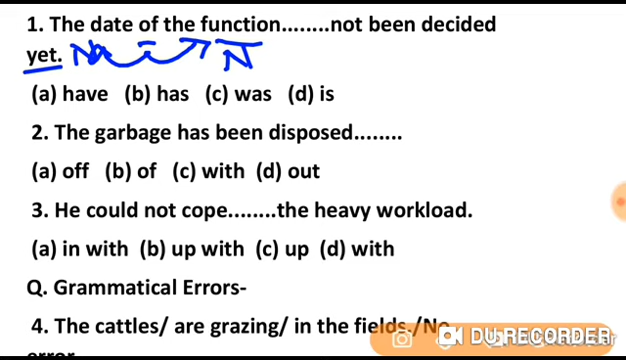 1. The date of the function........not been decided
yet. N N
(a) have (b) has (c) was (d) is
2. The garbage has been disposed........
(a) off (b) of (c) with (d) out
3. He could not cope........the heavy workload.
(a) in with (b) up with (c) up (d) with
Q. Grammatical Errors-
4. The cattles/ are grazing/ in the fields./No
error
DU RECORDER